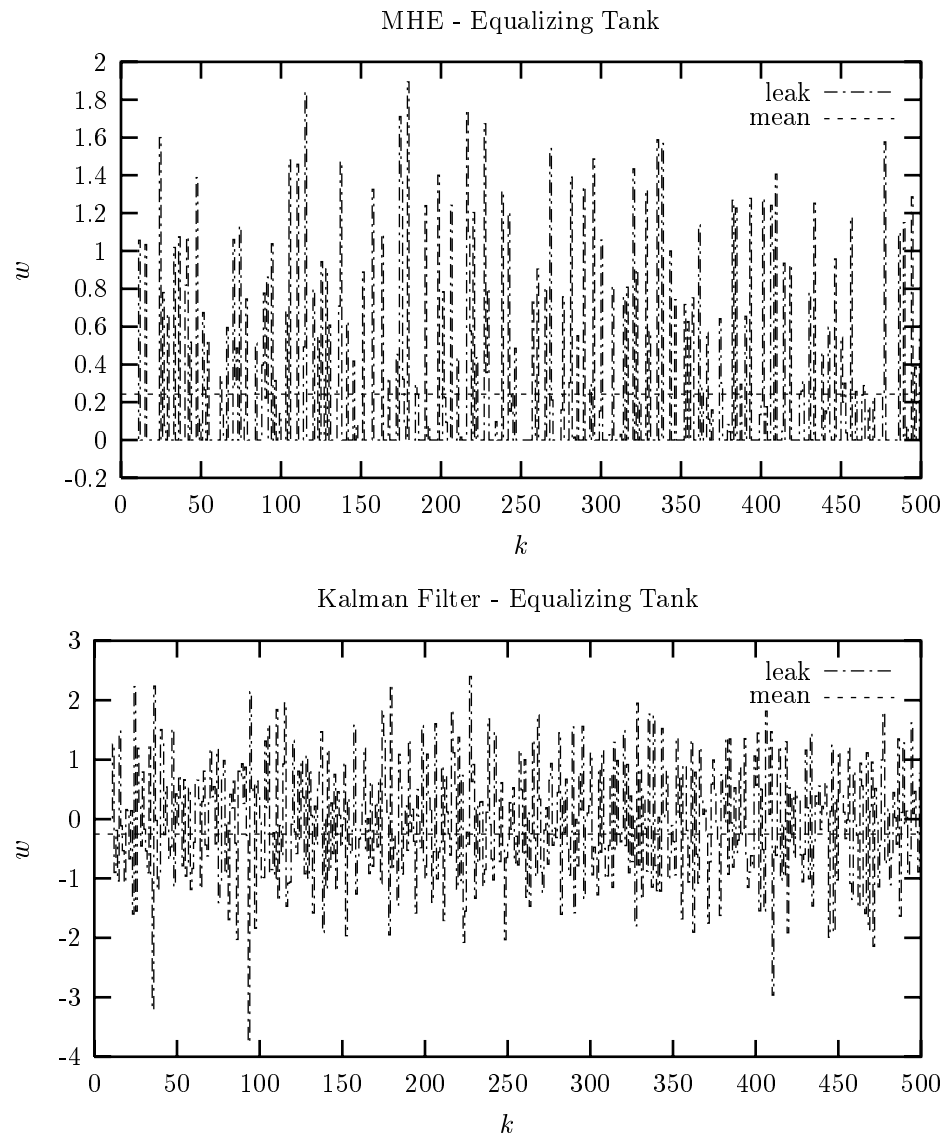 MHE - Equalizing Tank
2
1.8
1.6
1.4
1.2
1
0.8
0.6
0.4
0.2
0
-0.2
w
leak
mean
0 50 100 150 200 250 300 350 400 450 500
k
Kalman Filter - Equalizing Tank
3
2
1
0
-1
-2
-3
-4
w
leak
mean
0 50 100 150 200 250 300 350 400 450 500
k